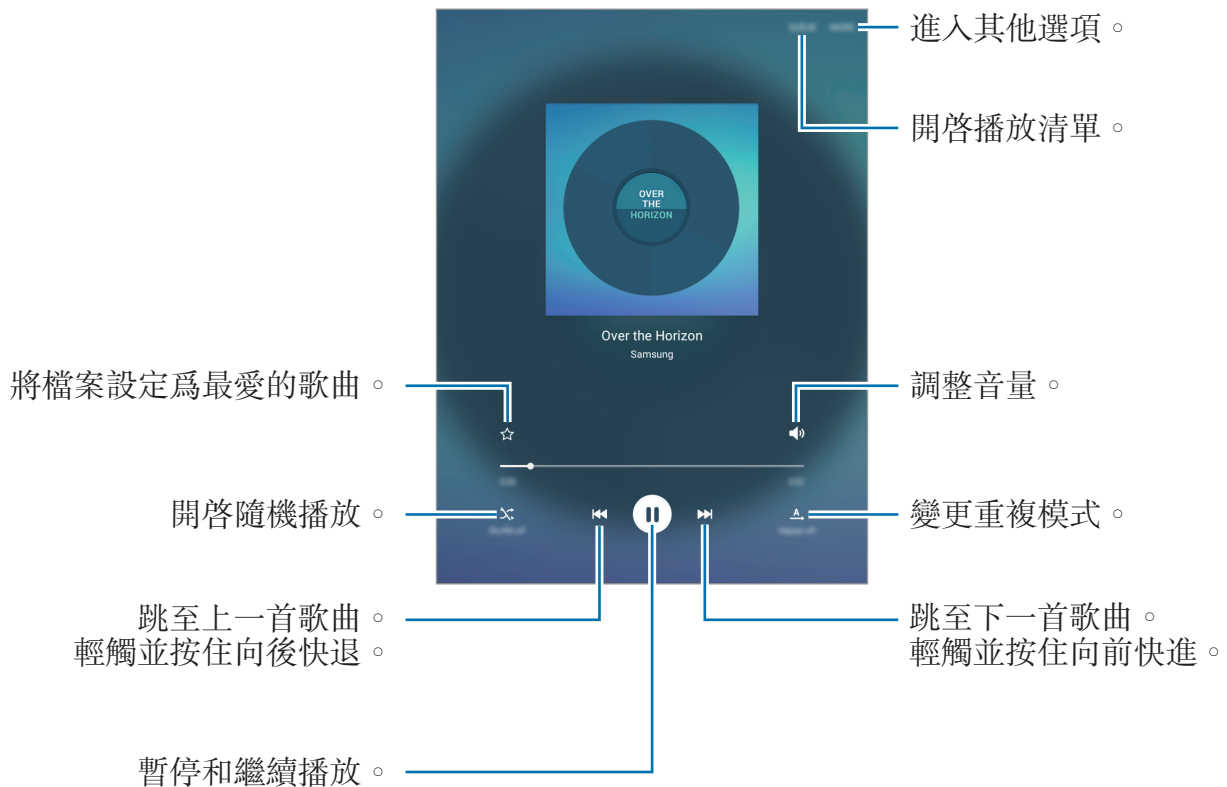 進入其他選項。
開啓播放清單。
OVER
THE
HORIZON
Over the Horizon
Samsung
將檔案設定爲最愛的歌曲。
調整音量。
開啓隨機播放。
A
變更重複模式。
跳至上一首歌曲。
輕觸並按住向後快退。
跳至下一首歌曲。
輕觸並按住向前快進。
暫停和繼續播放。